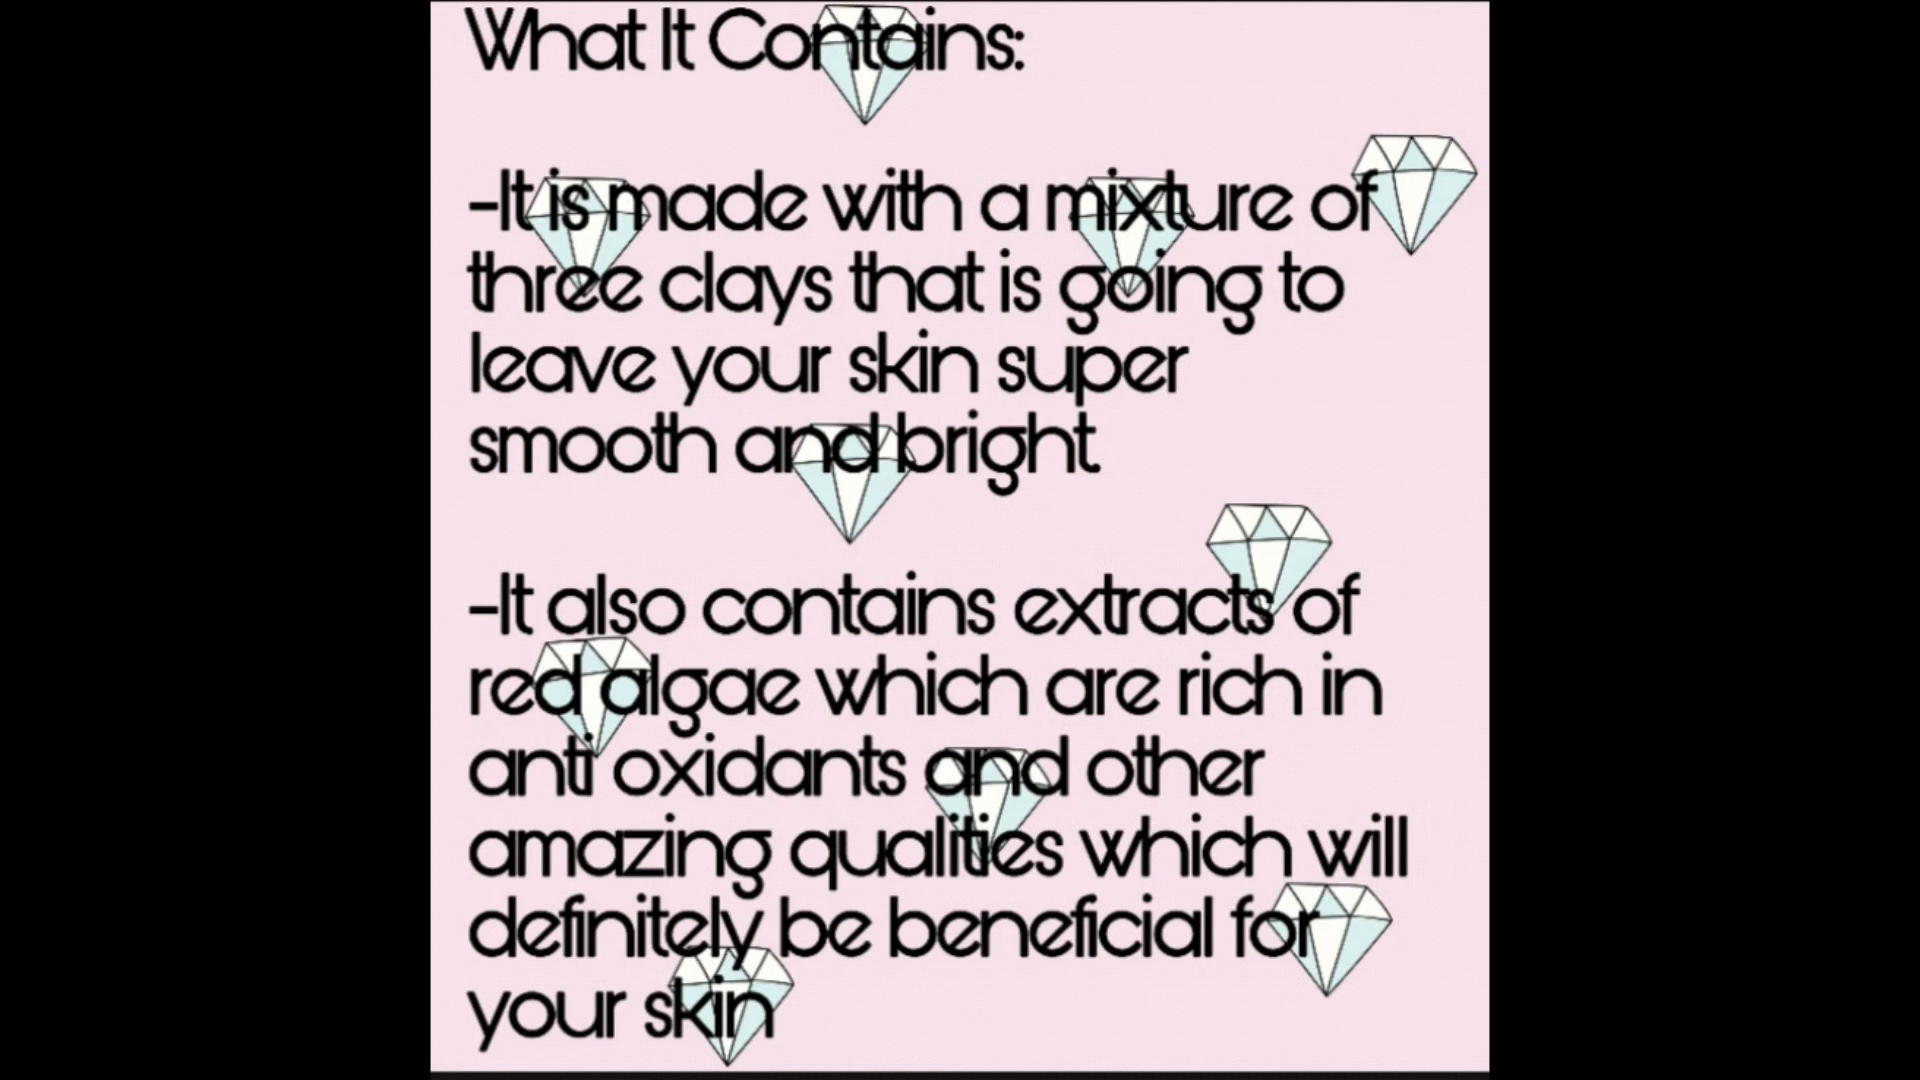 What It Contains:
-It is made with a mixture of
three clays that is going to
leave your skin super
smooth and bright.
-It also contains extracts of
red algae which are rich in
anti oxidants and other
amazing qualities which will
definitely be beneficial for
your skin